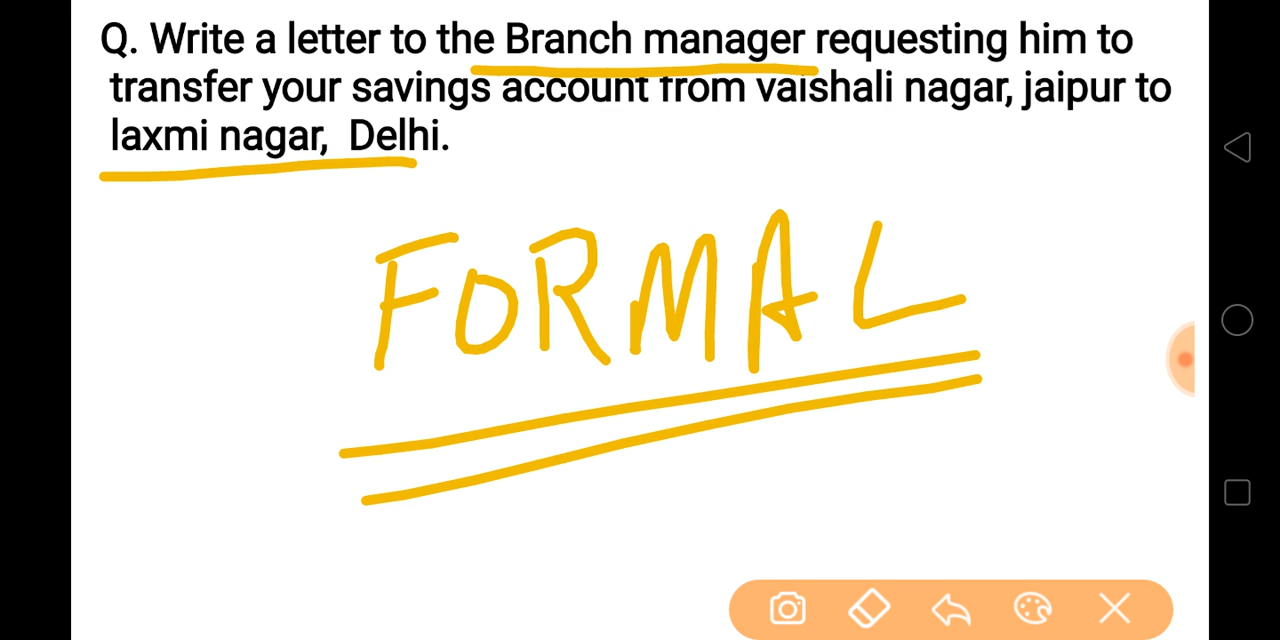 Q. Write a letter to the Branch manager requesting him to
transfer your savings account from vaishali nagar, jaipur to
laxmi nagar, Delhi.
FORMAL